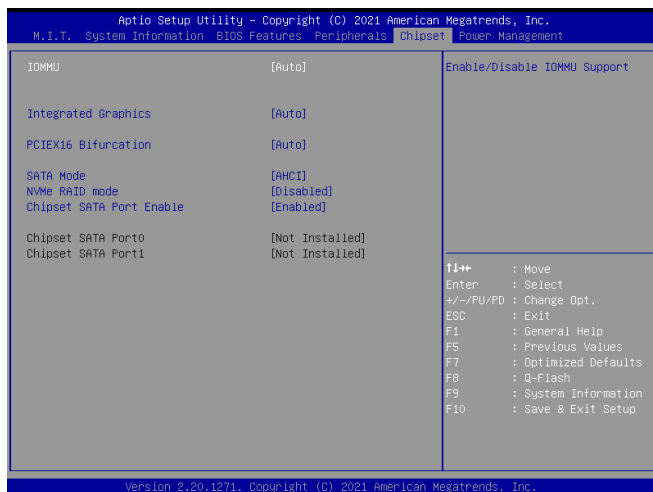 Aptio Setup Utility – Copyright (C) 2021 American Megatrends, Inc.
M.I.T. System Information BIOS Features Peripherals Chipset Power Management
IOMMU [Auto]
Integrated Graphics [Auto]
PCIEX16 Bifurcation [Auto]
SATA Mode [AHCI]
NVMe RAID mode [Disabled]
Chipset SATA Port Enable [Enabled]
Chipset SATA Port0 [Not Installed]
Chipset SATA Port1 [Not Installed]
Enable/Disable IOMMU Support
↑↓→← : Move
Enter : Select
+/-/PU/PD : Change Opt.
ESC : Exit
F1 : General Help
F5 : Previous Values
F7 : Optimized Defaults
F8 : Q-Flash
F9 : System Information
F10 : Save & Exit Setup
Version 2.20.1271. Copyright (C) 2021 American Megatrends, Inc.